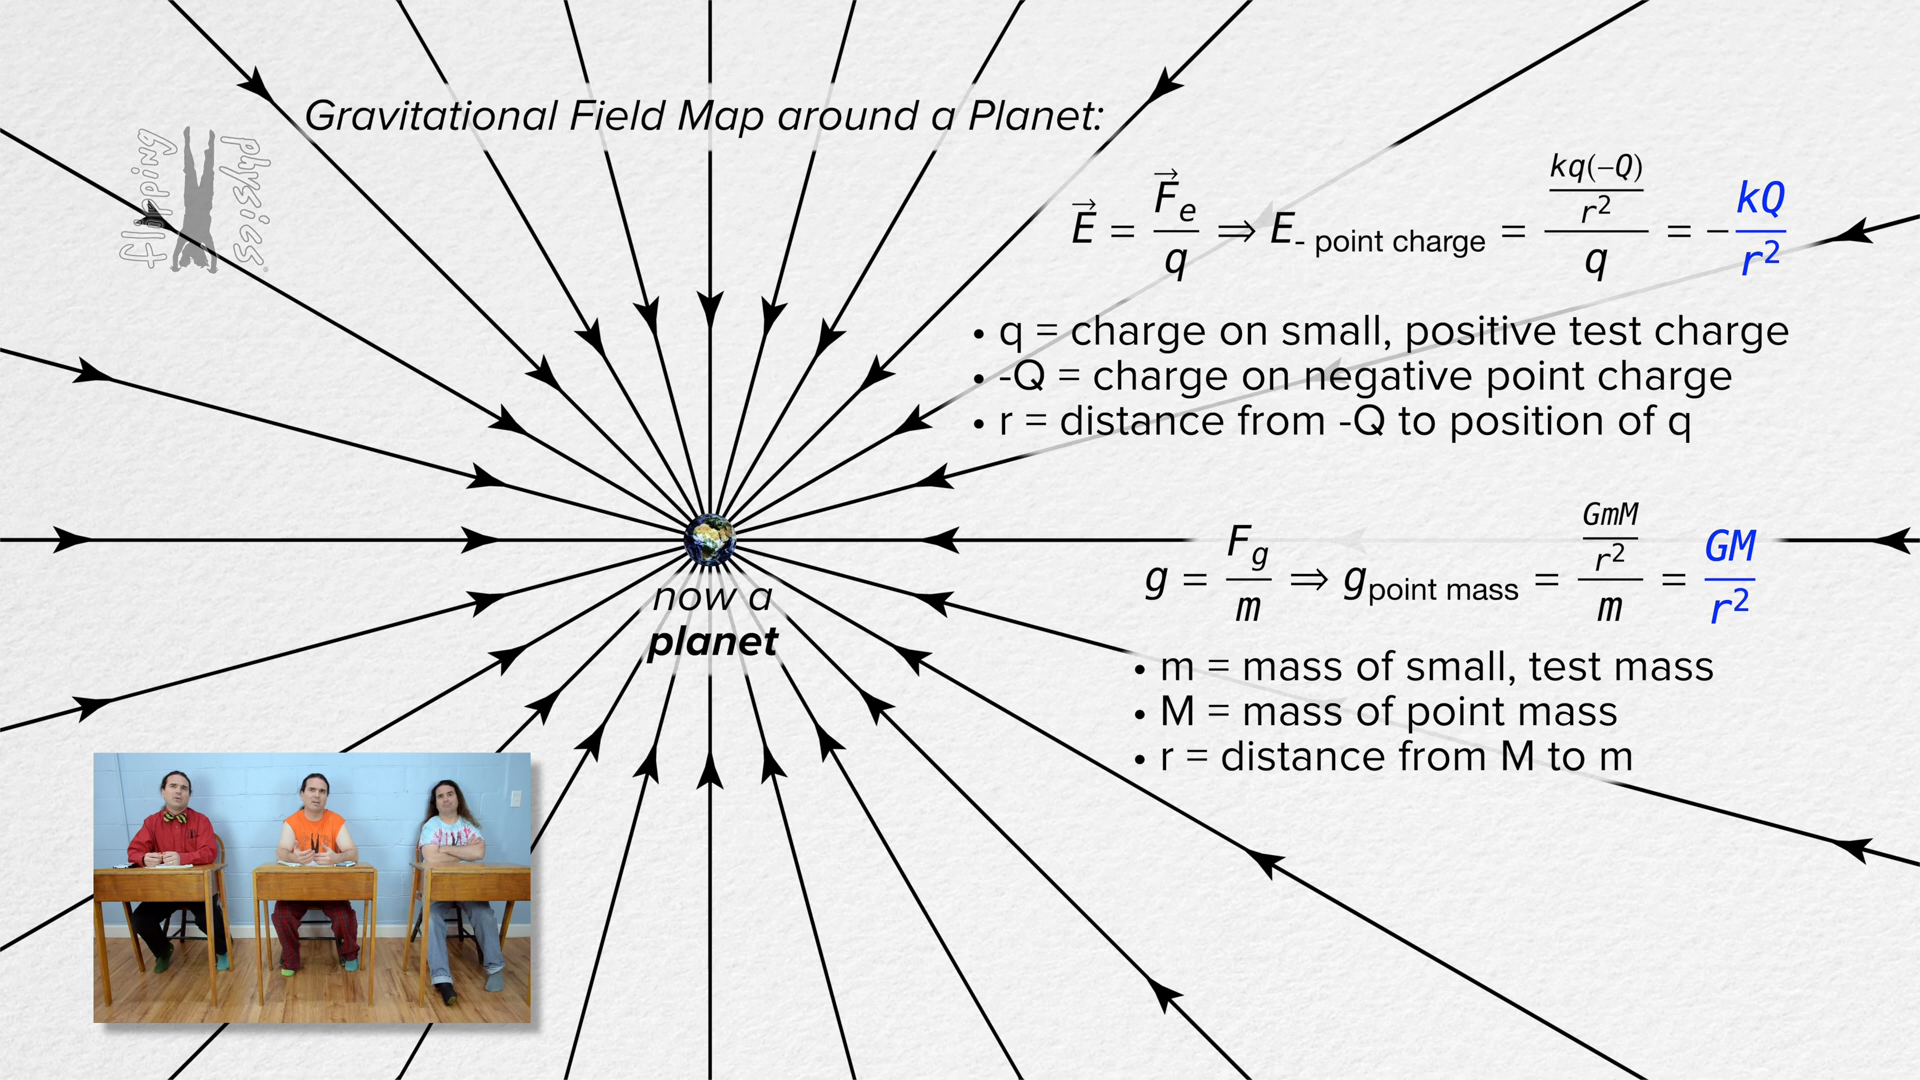 Gravitational Field Map around a Planet:
flipping physics®
E⃗ = F⃗e / q ⇒ E- point charge = (kq(−Q) / r²) / q = − kQ / r²
• q = charge on small, positive test charge
• -Q = charge on negative point charge
• r = distance from -Q to position of q
g = Fg / m ⇒ gpoint mass = (GmM / r²) / m = GM / r²
now a
planet
• m = mass of small, test mass
• M = mass of point mass
• r = distance from M to m